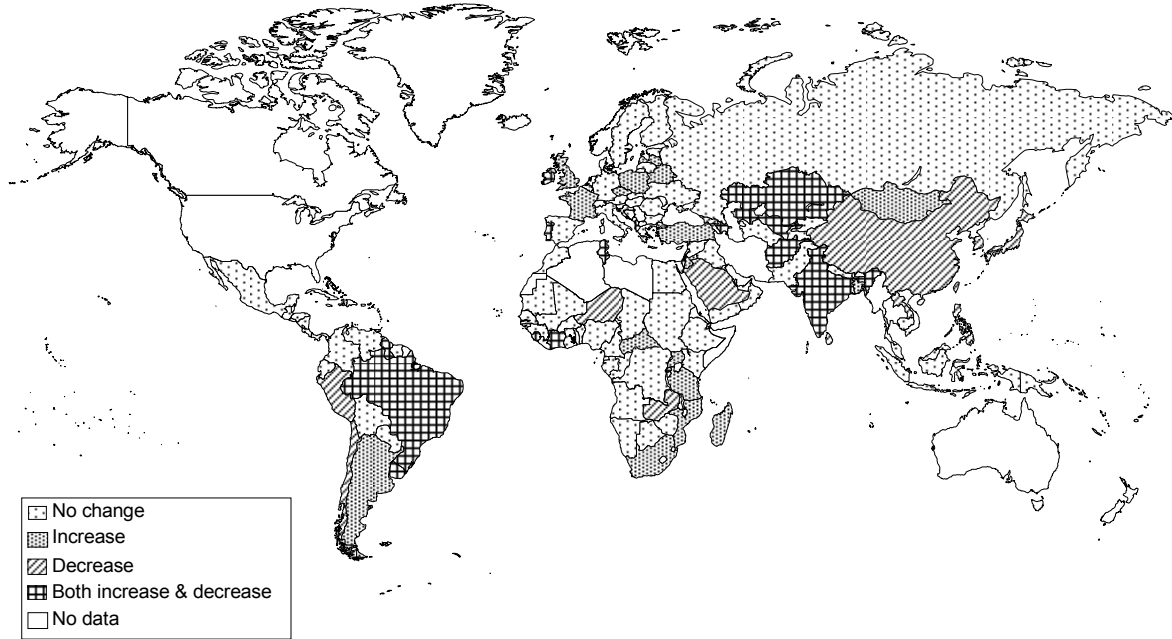 No change
Increase
Decrease
Both increase & decrease
No data